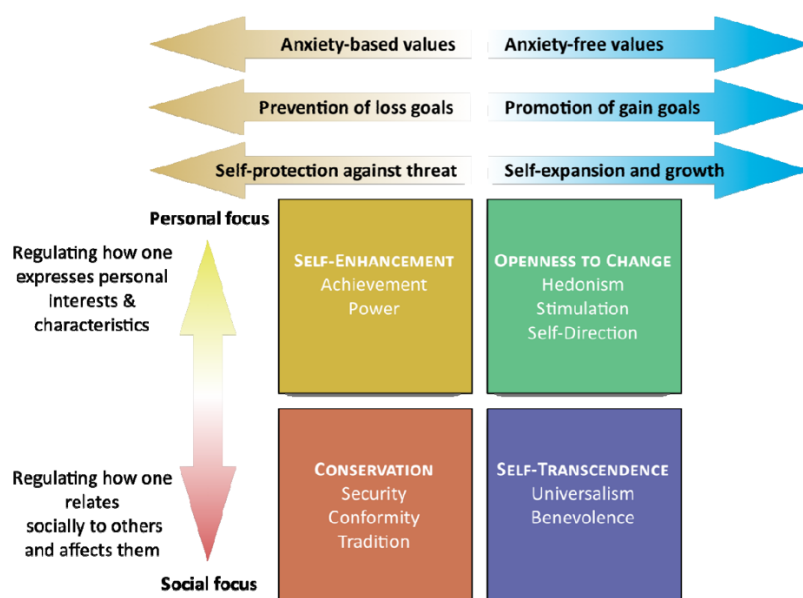 Anxiety-based values
Anxiety-free values
Prevention of loss goals
Promotion of gain goals
Self-protection against threat
Self-expansion and growth
Personal focus
Regulating how one
expresses personal
interests &
characteristics
SELF-ENHANCEMENT
Achievement
Power
OPENNESS TO CHANGE
Hedonism
Stimulation
Self-Direction
Regulating how one
relates
socially to others
and affects them
Social focus
CONSERVATION
Security
Conformity
Tradition
SELF-TRANSCENDENCE
Universalism
Benevolence